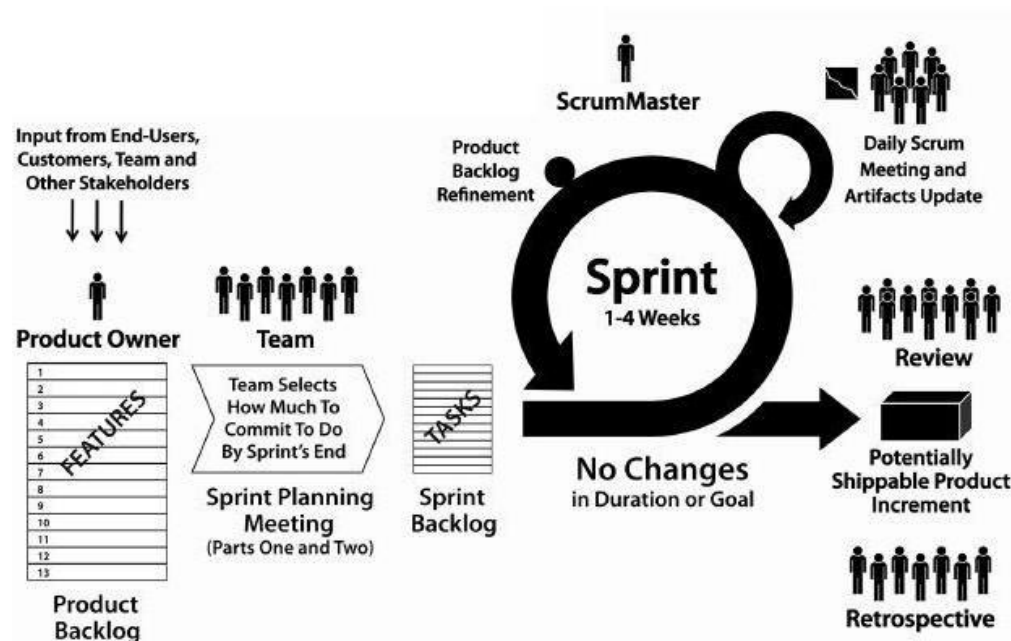 Input from End-Users,
Customers, Team and
Other Stakeholders
Product Owner
1
2
3
4
5
6
7
8
9
10
11
12
13
FEATURES
Product
Backlog
Team
Team Selects
How Much To
Commit To Do
By Sprint's End
Sprint Planning
Meeting
(Parts One and Two)
TASKS
Sprint
Backlog
ScrumMaster
Product
Backlog
Refinement
Sprint
1-4 Weeks
No Changes
in Duration or Goal
Daily Scrum
Meeting and
Artifacts Update
Review
Potentially
Shippable Product
Increment
Retrospective